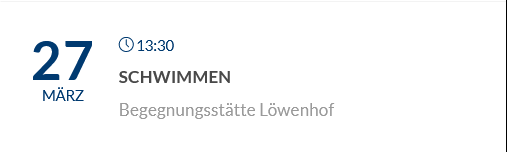 27
MÄRZ
13:30
SCHWIMMEN
Begegnungsstätte Löwenhof